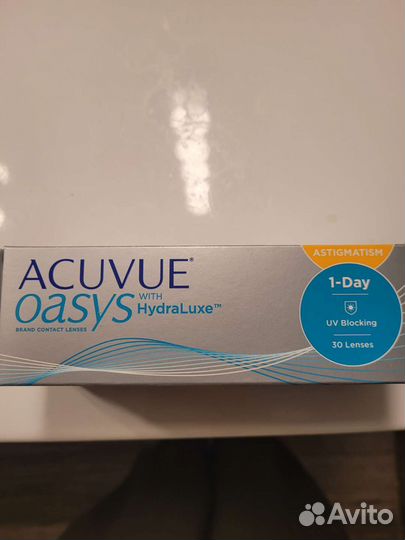 ASTIGMATISM
ACUVUE®
oasys WITH HydraLuxe™
BRAND CONTACT LENSES
1-Day
UV Blocking
30 Lenses
Avito